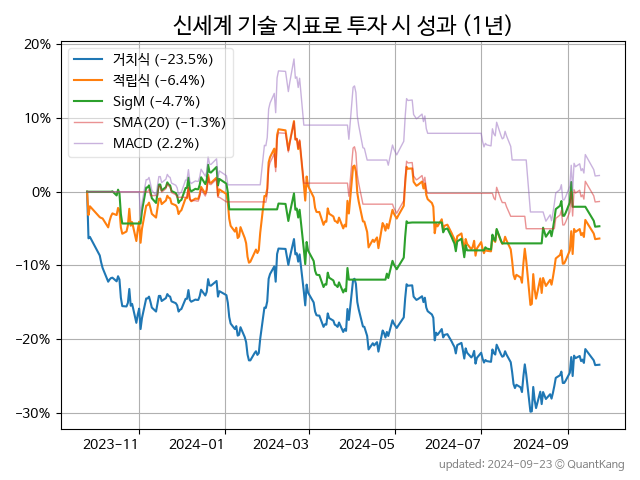 신세계 기술 지표로 투자 시 성과 (1년)
거치식 (−23.5%)
적립식 (−6.4%)
SigM (−4.7%)
SMA(20) (−1.3%)
MACD (2.2%)
20%
10%
0%
−10%
−20%
−30%
2023-11 2024-01 2024-03 2024-05 2024-07 2024-09
updated: 2024-09-23 ⓒ QuantKang